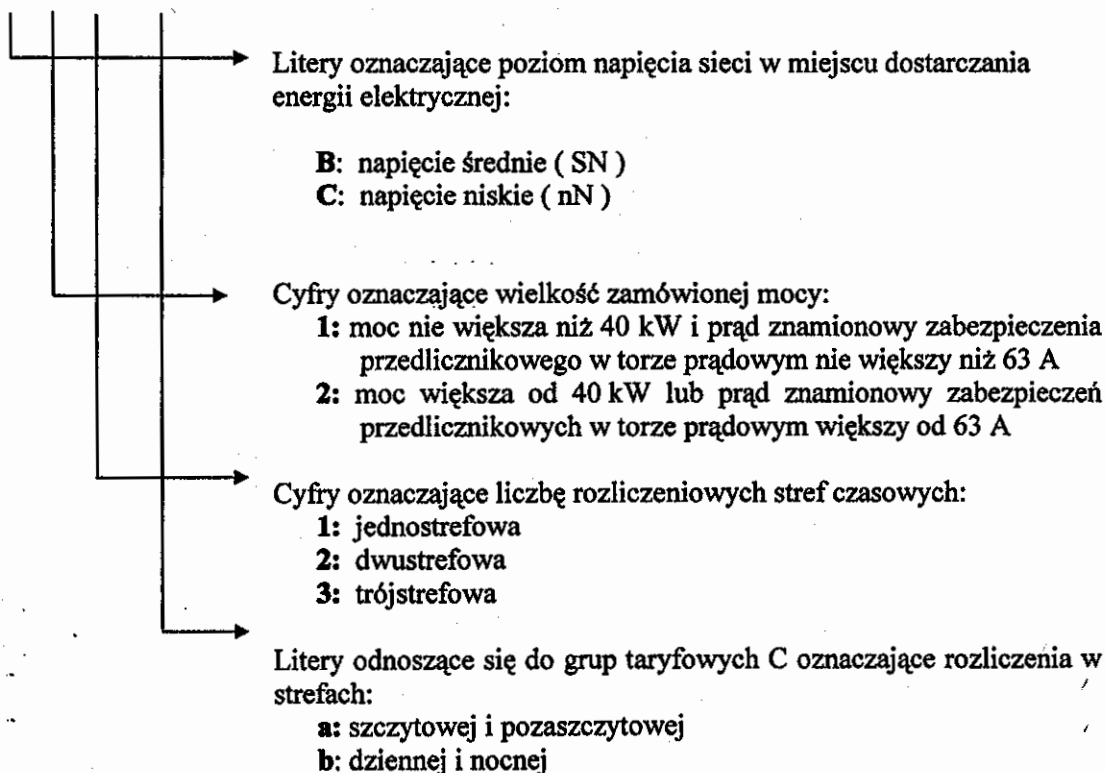 Litery oznaczające poziom napięcia sieci w miejscu dostarczania
energii elektrycznej:
B: napięcie średnie ( SN )
C: napięcie niskie ( nN )
Cyfry oznaczające wielkość zamówionej mocy:
1: moc nie większa niż 40 kW i prąd znamionowy zabezpieczenia
przedlicznikowego w torze prądowym nie większy niż 63 A
2: moc większa od 40 kW lub prąd znamionowy zabezpieczeń
przedlicznikowych w torze prądowym większy od 63 A
Cyfry oznaczające liczbę rozliczeniowych stref czasowych:
1: jednostrefowa
2: dwustrefowa
3: trójstrefowa
Litery odnoszące się do grup taryfowych C oznaczające rozliczenia w
strefach:
a: szczytowej i pozaszczytowej
b: dziennej i nocnej